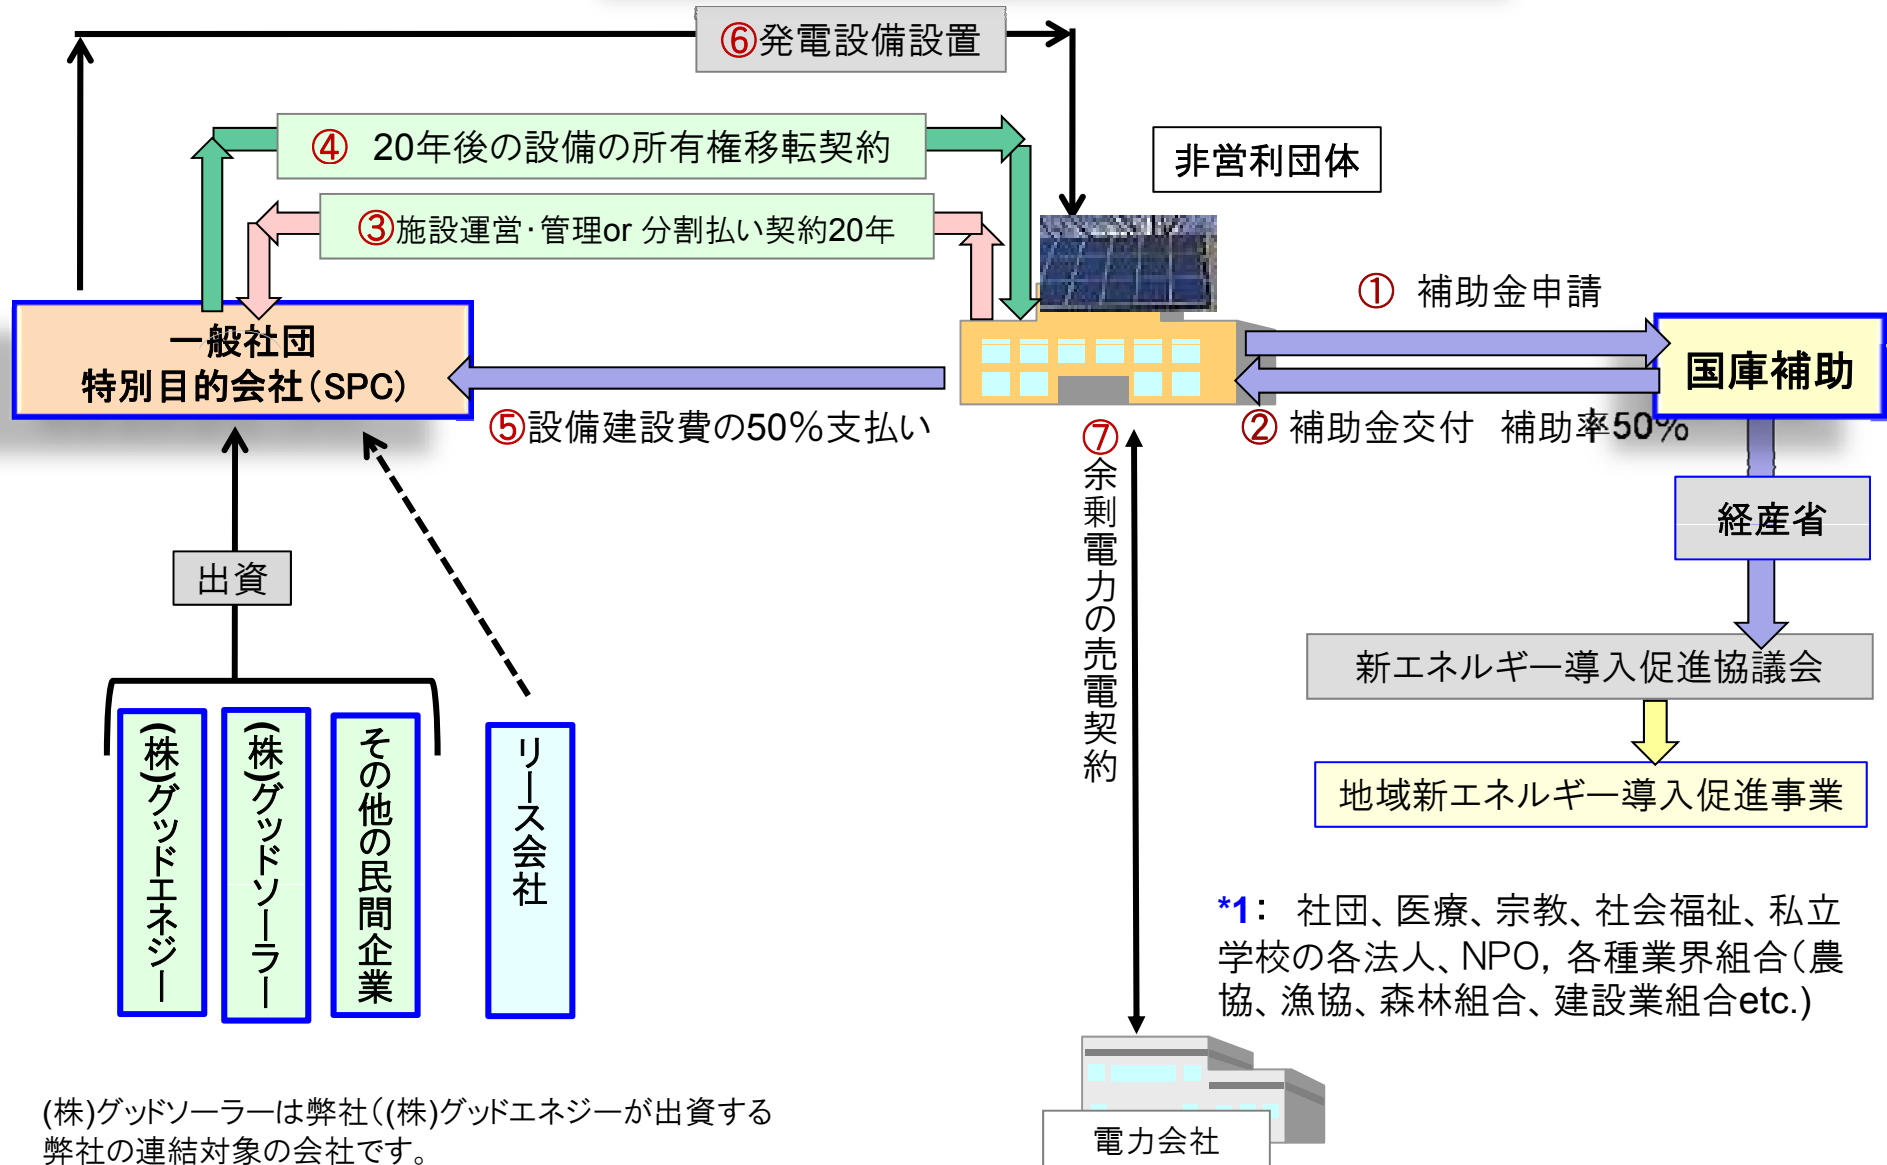 ⑥発電設備設置
④ 20年後の設備の所有権移転契約
非営利団体
③施設運営・管理or 分割払い契約20年
① 補助金申請
一般社団
特別目的会社(SPC)
国庫補助
⑤設備建設費の50%支払い
② 補助金交付 補助率50%
⑦余剰電力の売電契約
経産省
出資
新エネルギー導入促進協議会
地域新エネルギー導入促進事業
(株)グッドエネジー
(株)グッドソーラー
その他の民間企業
リース会社
*1: 社団、医療、宗教、社会福祉、私立
学校の各法人、NPO, 各種業界組合(農
協、漁協、森林組合、建設業組合etc.)
電力会社
(株)グッドソーラーは弊社((株)グッドエネジーが出資する
弊社の連結対象の会社です。